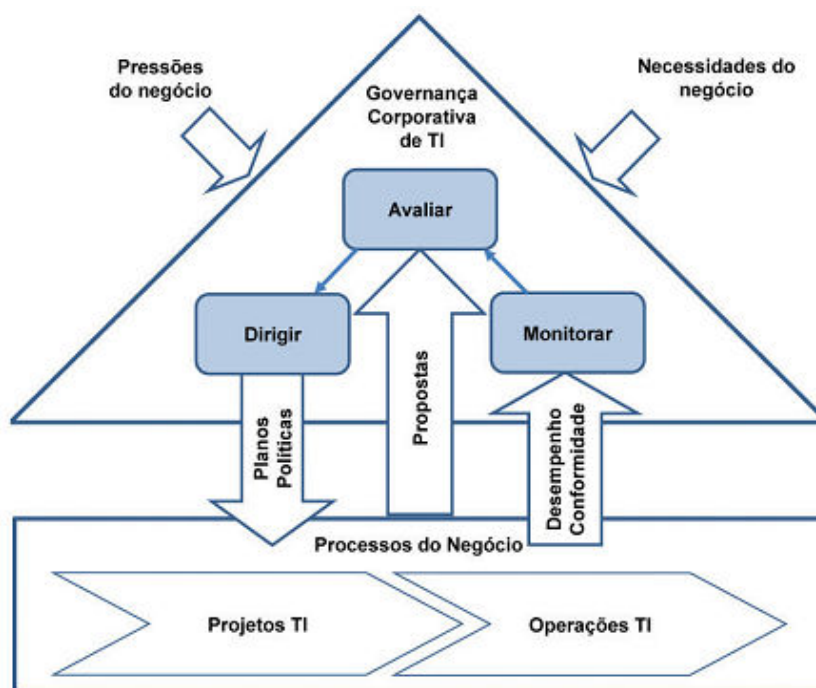 Pressões
do negócio
Necessidades do
negócio
Governança
Corporativa
de TI
Avaliar
Dirigir
Monitorar
Planos
Políticas
Propostas
Desempenho
Conformidade
Processos do Negócio
Projetos TI
Operações TI